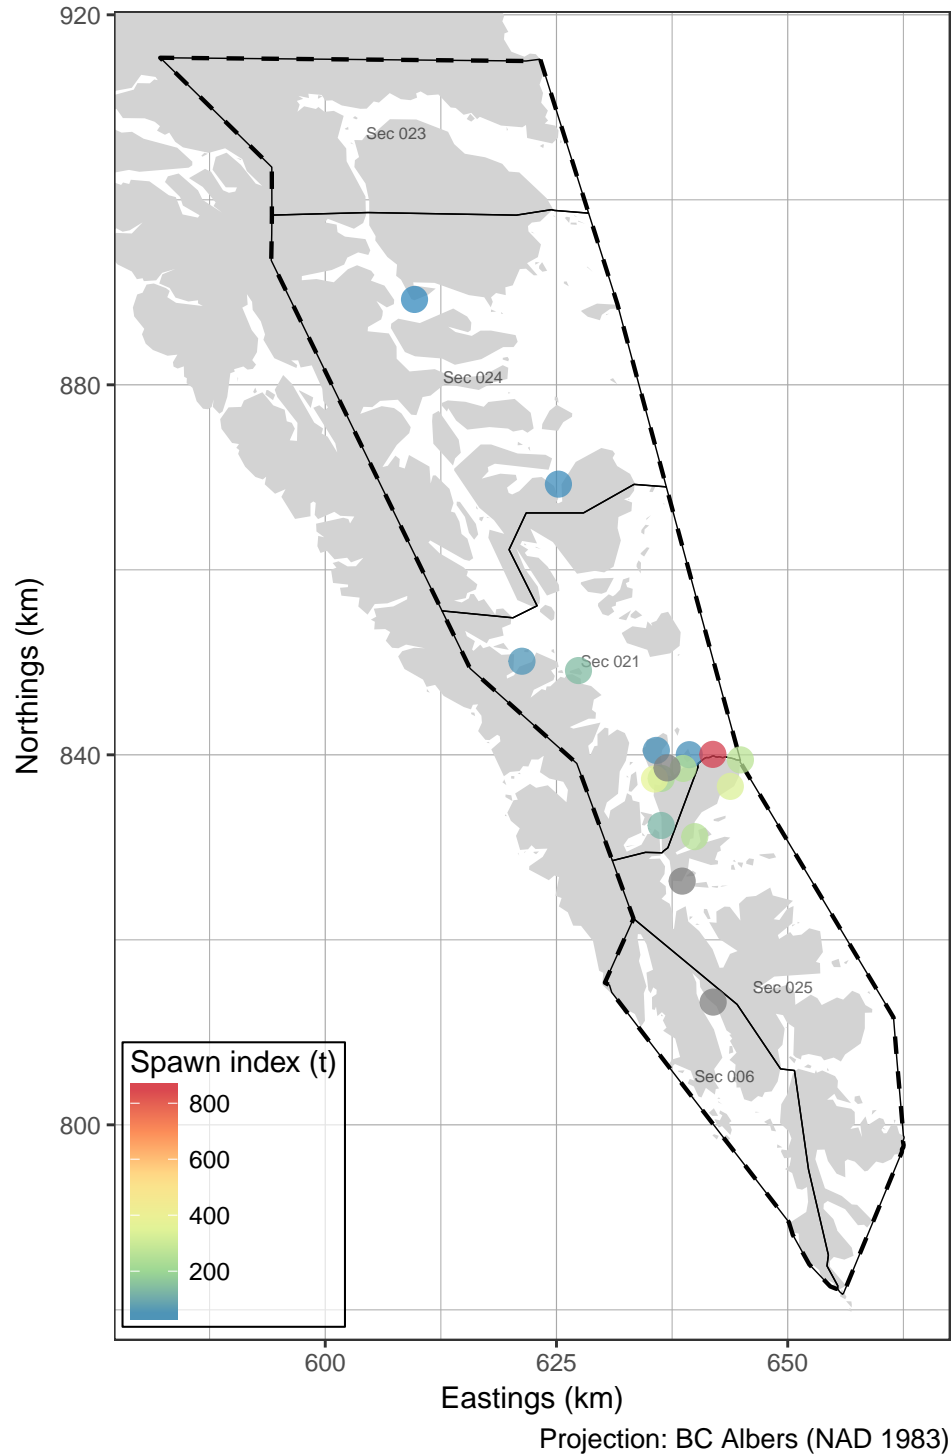 920
Sec 023
880
Sec 024
Northings (km)
Sec 021
840
Sec 025
Spawn index (t)
Sec 006
800
800
600
400
200
600
625
650
Eastings (km)
Projection: BC Albers (NAD 1983)